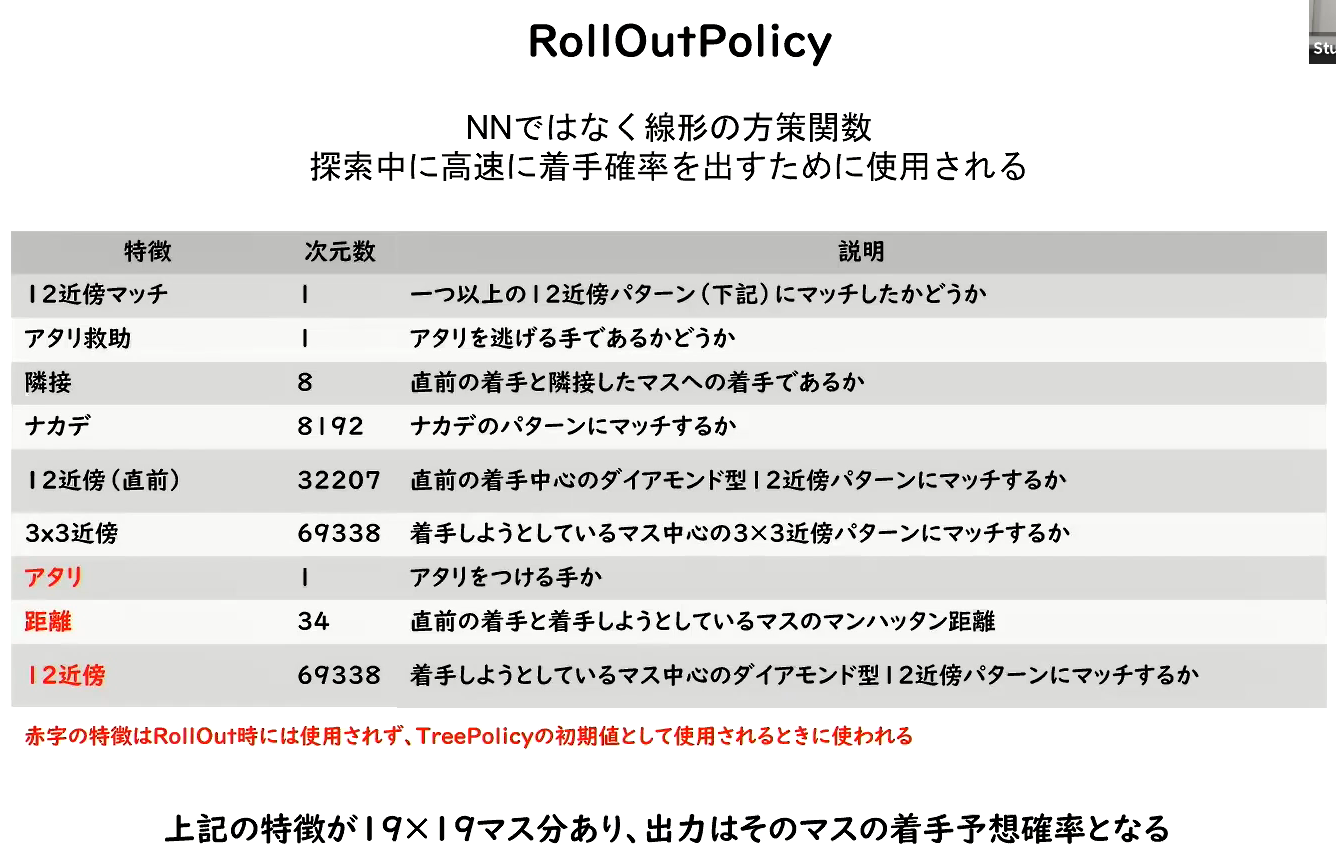 RollOutPolicy
Stu
NNではなく線形の方策関数
探索中に高速に着手確率を出すために使用される
特徴 次元数 説明
12近傍マッチ 1 一つ以上の12近傍パターン(下記)にマッチしたかどうか
アタリ救助 1 アタリを逃げる手であるかどうか
隣接 8 直前の着手と隣接したマスへの着手であるか
ナカデ 8192 ナカデのパターンにマッチするか
12近傍(直前) 32207 直前の着手中心のダイアモンド型12近傍パターンにマッチするか
3x3近傍 69338 着手しようとしているマス中心の3×3近傍パターンにマッチするか
アタリ 1 アタリをつける手か
距離 34 直前の着手と着手しようとしているマスのマンハッタン距離
12近傍 69338 着手しようとしているマス中心のダイアモンド型12近傍パターンにマッチするか
赤字の特徴はRollOut時には使用されず、TreePolicyの初期値として使用されるときに使われる
上記の特徴が19×19マス分あり、出力はそのマスの着手予想確率となる